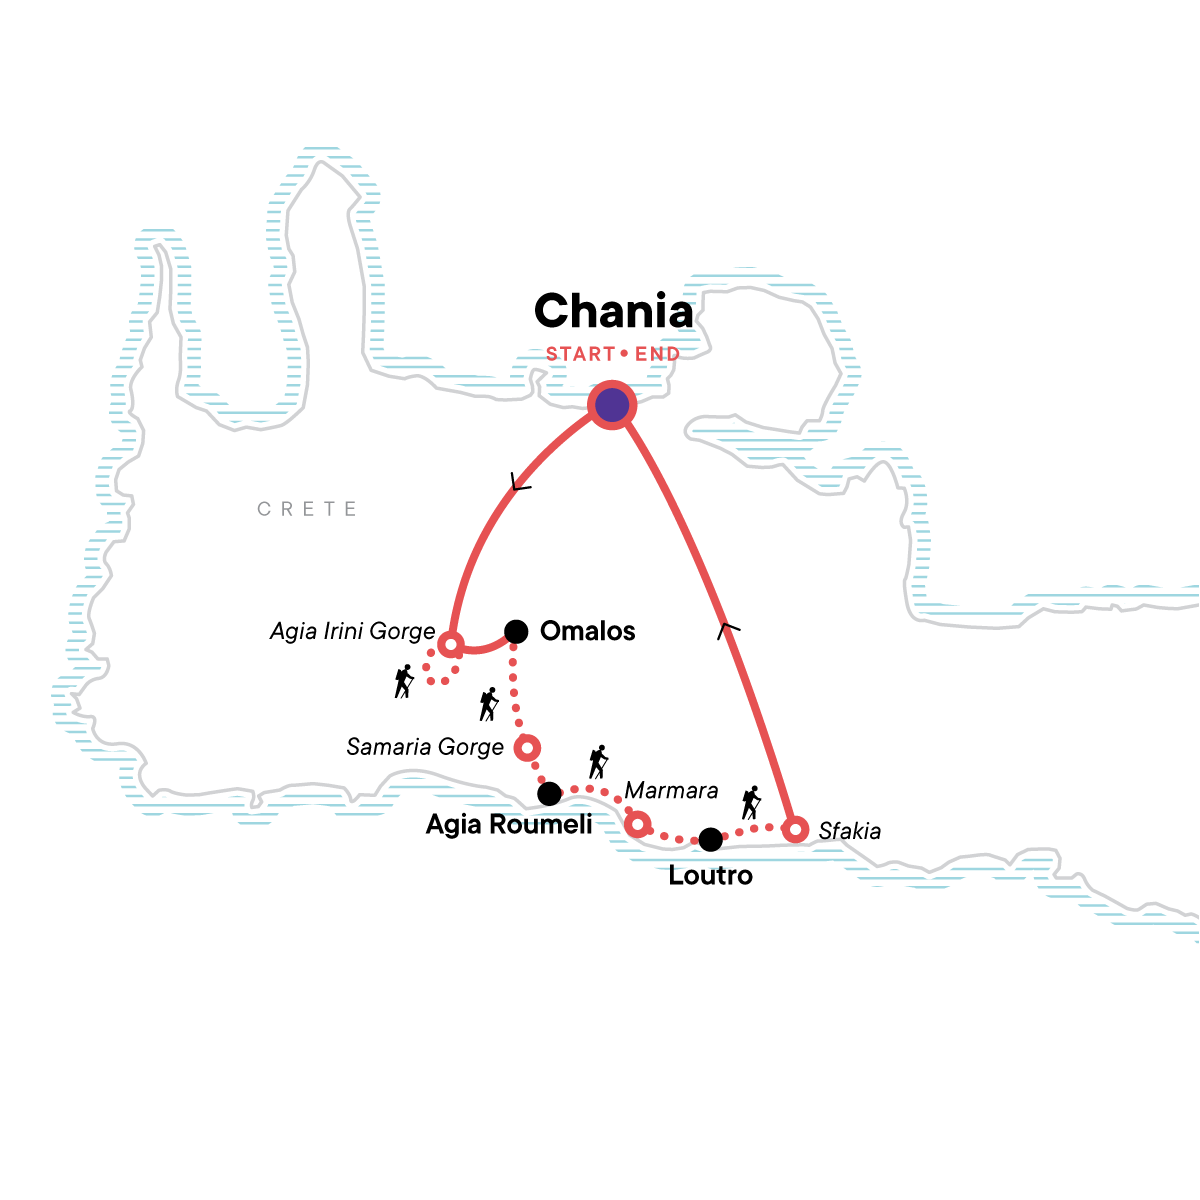 Chania
START • END
CRETE
Agia Irini Gorge
Omalos
Samaria Gorge
Marmara
Agia Roumeli
Sfakia
Loutro